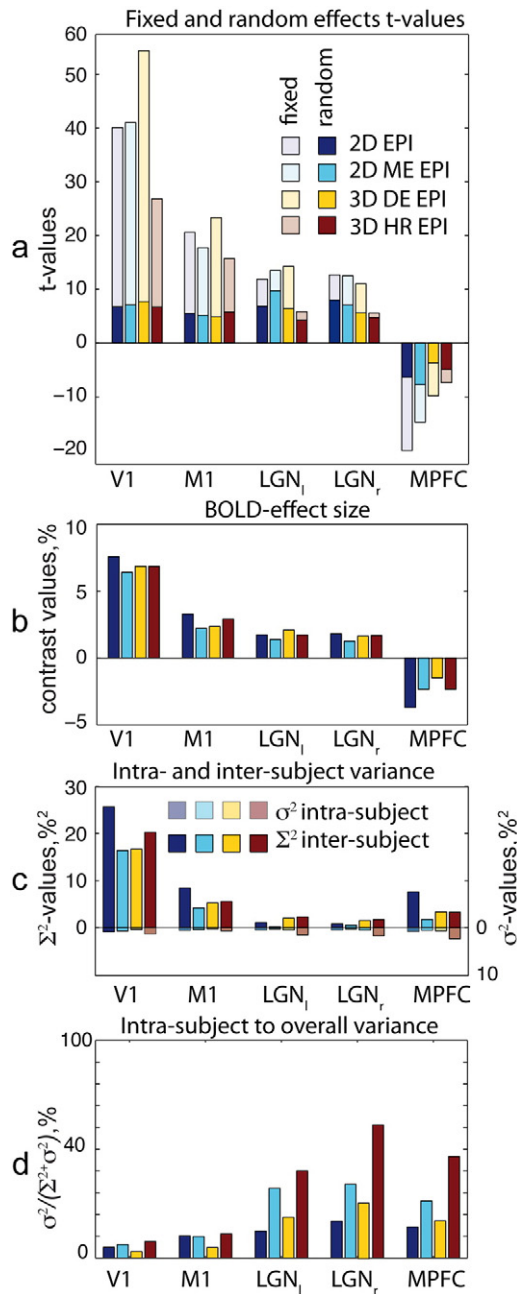 Fixed and random effects t-values
60
50
40
30
20
10
0
−10
−20
t-values
a
fixed
random
2D EPI
2D ME EPI
3D DE EPI
3D HR EPI
V1 M1 LGNl LGNr MPFC
BOLD-effect size
10
5
0
−5
contrast values,%
b
V1 M1 LGNl LGNr MPFC
Intra- and inter-subject variance
30
20
10
0
Σ²-values,%²
c
σ² intra-subject
Σ² inter-subject
0
10
σ²-values,%²
V1 M1 LGNl LGNr MPFC
Intra-subject to overall variance
100
40
0
σ²/(Σ²⁺σ²),%
d
V1 M1 LGNl LGNr MPFC